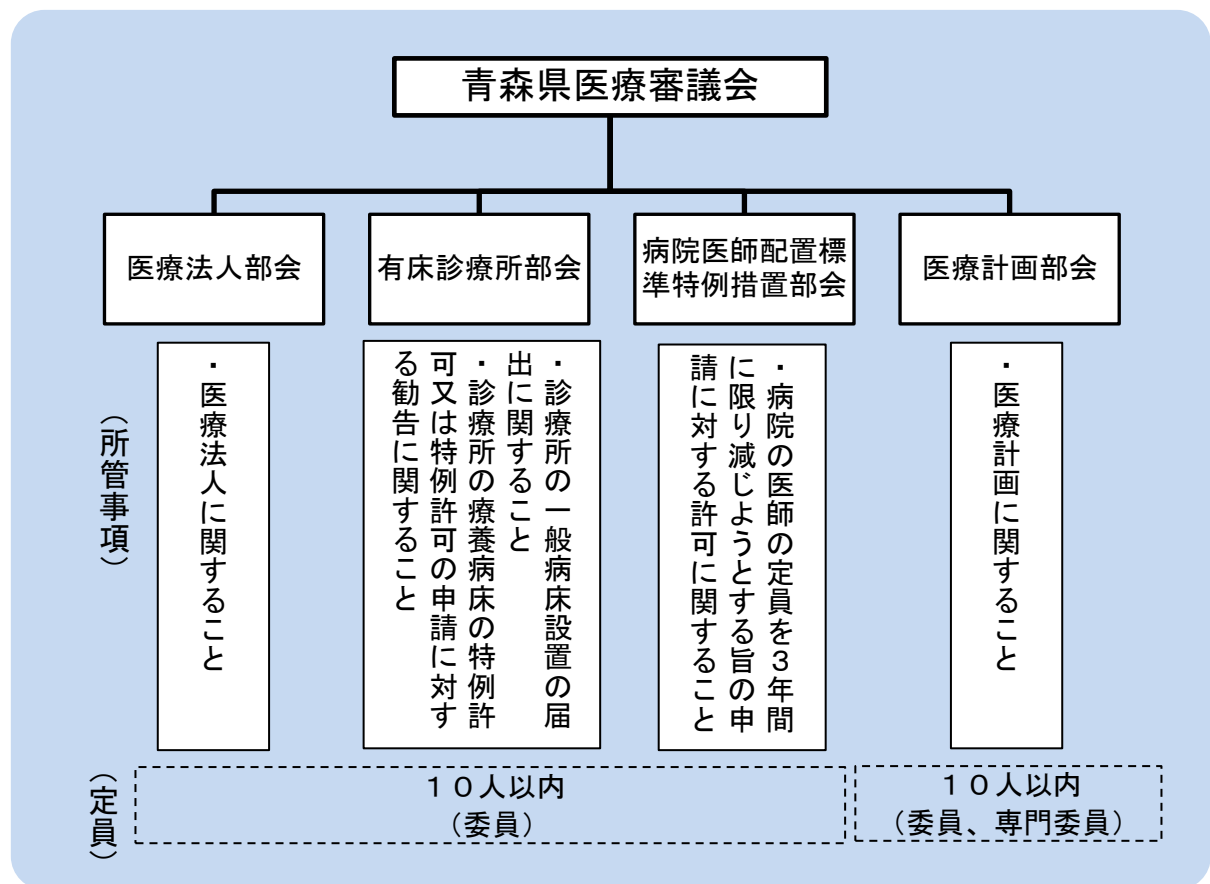 青森県医療審議会
医療法人部会
有床診療所部会
病院医師配置標
準特例措置部会
医療計画部会
（所管事項）
・医療法人に関すること
・診療所の一般病床設置の届
出に関すること
・診療所の療養病床の特例許
可又は特例許可の申請に対す
る勧告に関すること
・病院の医師の定員を３年間
に限り減じようとする旨の申
請に対する許可に関すること
・医療計画に関すること
（定員）
１０人以内
（委員）
１０人以内
（委員、専門委員）